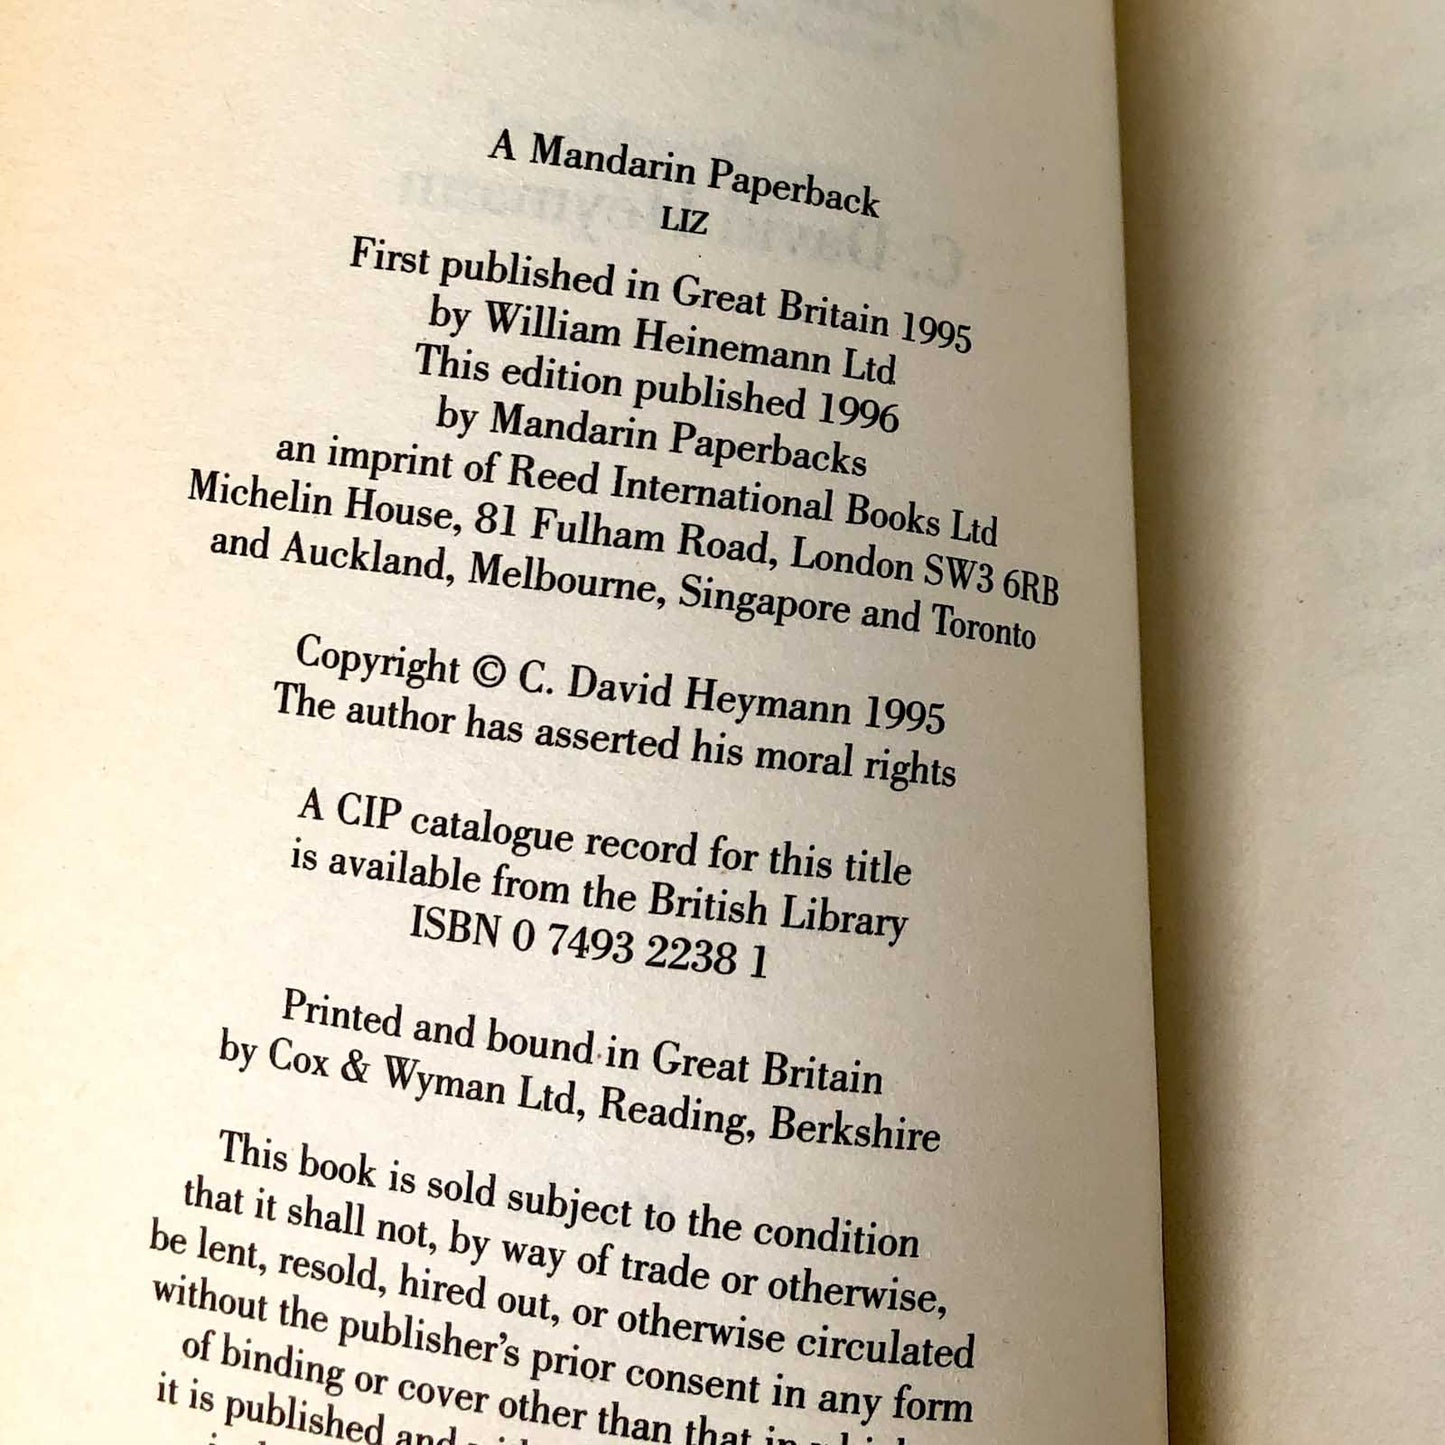 A Mandarin Paperback
LIZ
First published in Great Britain 1995
by William Heinemann Ltd
This edition published 1996
by Mandarin Paperbacks
an imprint of Reed International Books Ltd
Michelin House, 81 Fulham Road, London SW3 6RB
and Auckland, Melbourne, Singapore and Toronto
Copyright © C. David Heymann 1995
The author has asserted his moral rights
A CIP catalogue record for this title
is available from the British Library
ISBN 0 7493 2238 1
Printed and bound in Great Britain
by Cox & Wyman Ltd, Reading, Berkshire
This book is sold subject to the condition
that it shall not, by way of trade or otherwise,
be lent, resold, hired out, or otherwise circulated
without the publisher's prior consent in any form
of binding or cover other than that in which
it is published and